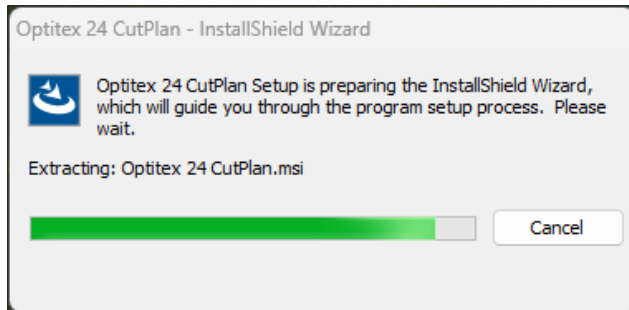 Optitex 24 CutPlan - InstallShield Wizard
Optitex 24 CutPlan Setup is preparing the InstallShield Wizard,
which will guide you through the program setup process. Please
wait.
Extracting: Optitex 24 CutPlan.msi
Cancel